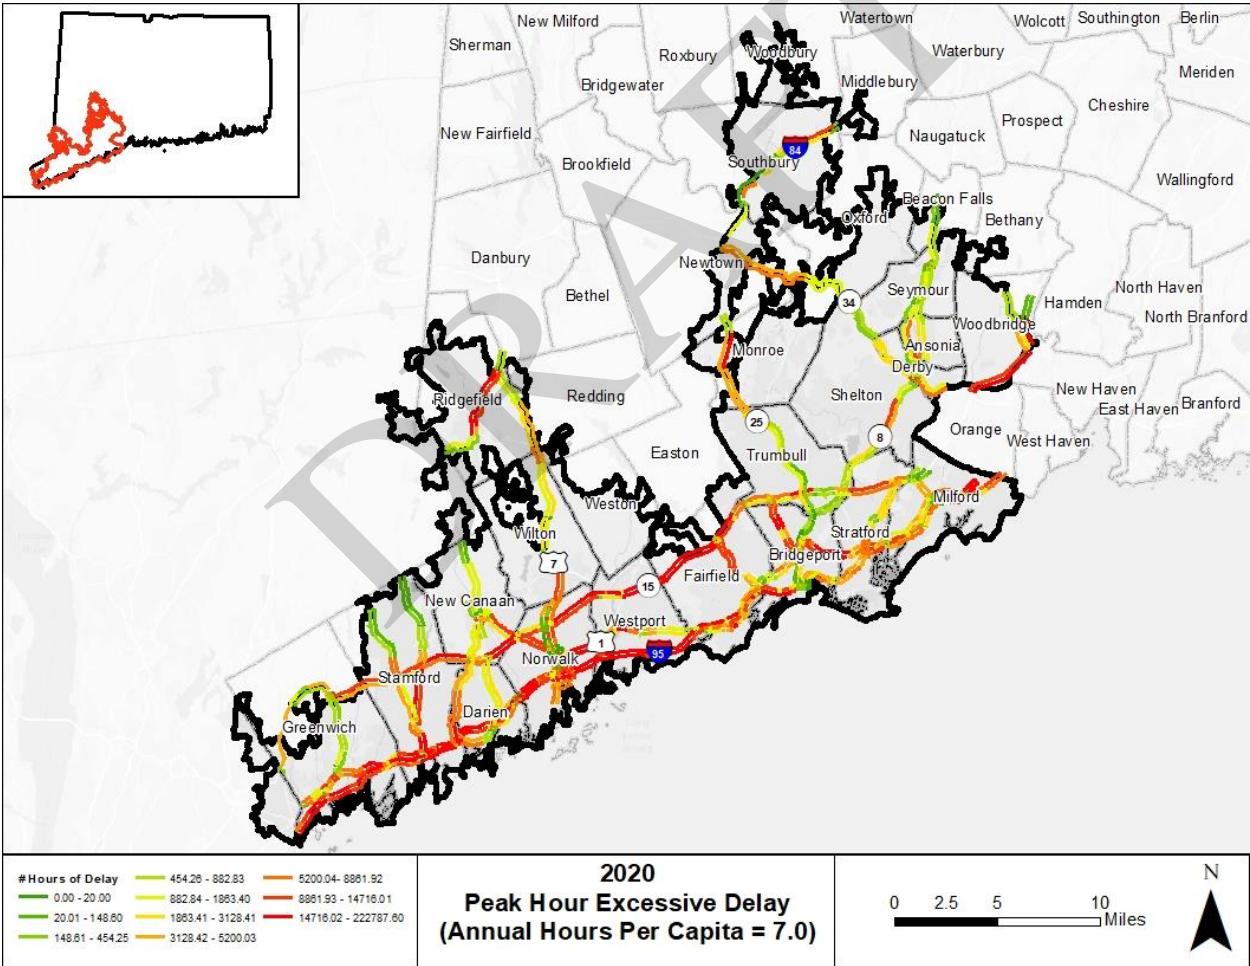 New Milford
Watertown
Wolcott
Southington
Berlin
Sherman
Roxbury
Woodbury
Waterbury
Bridgewater
Middlebury
Meriden
Cheshire
New Fairfield
Naugatuck
Prospect
84
Brookfield
Southbury
Wallingford
Beacon Falls
Oxford
Bethany
Danbury
Newtown
Bethel
Seymour
North Haven
34
Hamden
Woodbridge
North Branford
Monroe
Ansonia
Derby
Ridgefield
Redding
Shelton
New Haven
East Haven
Branford
25
8
Orange
West Haven
Easton
Trumbull
Milford
Weston
Wilton
Stratford
Bridgeport
7
Fairfield
15
New Canaan
Westport
1
95
Norwalk
Stamford
Darien
Greenwich
DRAFT
#Hours of Delay
0.00 - 20.00
20.01 - 148.60
148.61 - 454.25
454.26 - 882.83
882.84 - 1863.40
1863.41 - 3128.41
3128.42 - 5200.03
5200.04- 8861.92
8861.93 - 14716.01
14716.02 - 222787.60
2020
Peak Hour Excessive Delay
(Annual Hours Per Capita = 7.0)
0 2.5 5 10
Miles
N